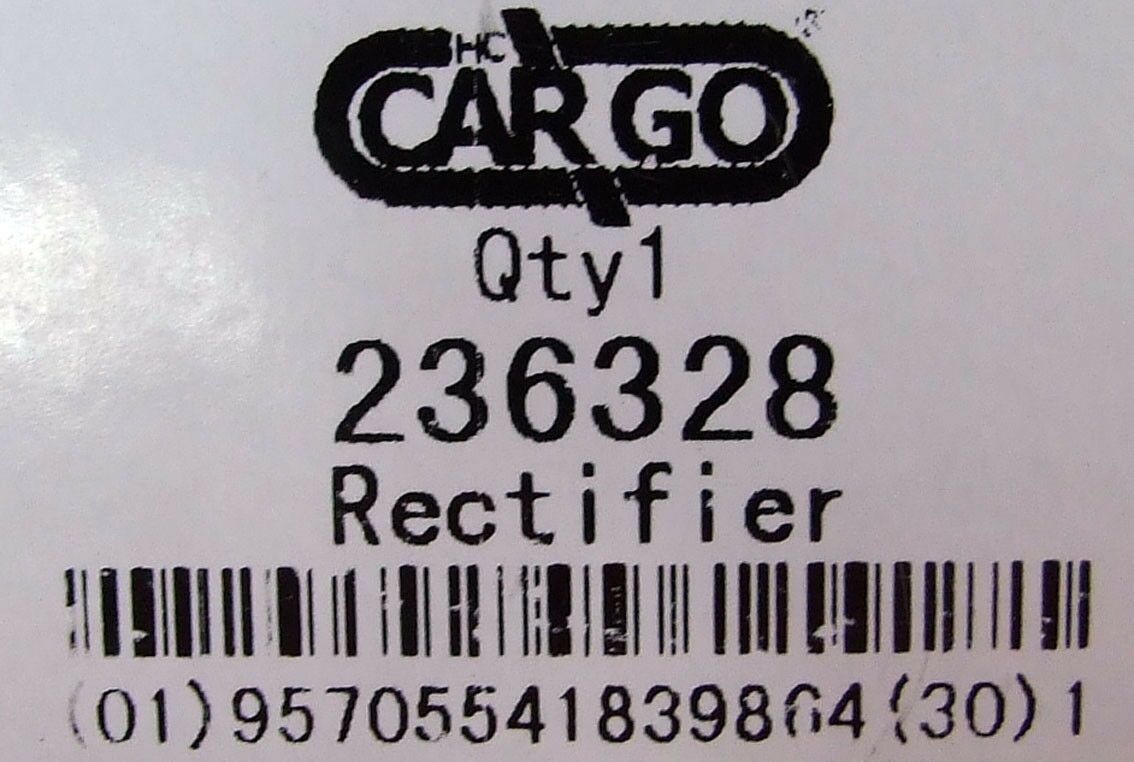 HC
CARGO
Qty1
236328
Rectifier
(01)95705541839864(30)1